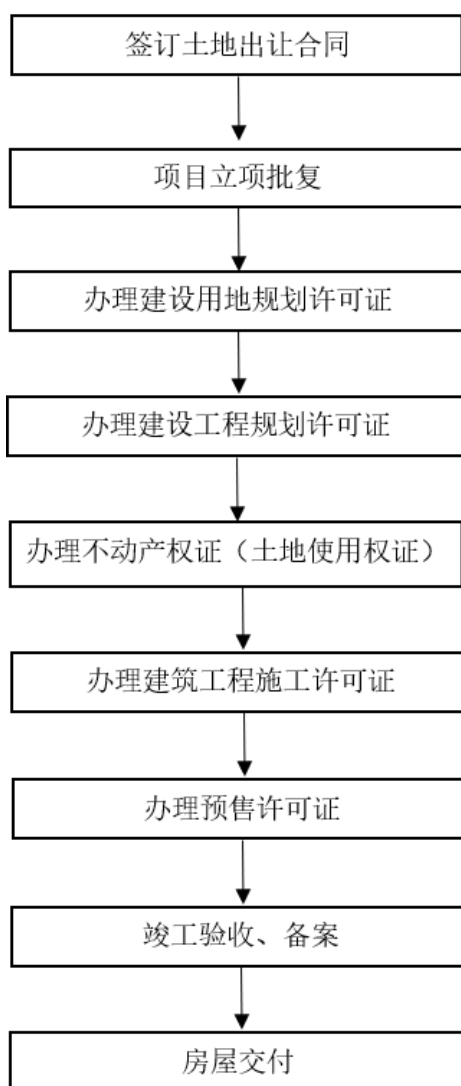 签订土地出让合同
项目立项批复
办理建设用地规划许可证
办理建设工程规划许可证
办理不动产权证（土地使用权证）
办理建筑工程施工许可证
办理预售许可证
竣工验收、备案
房屋交付